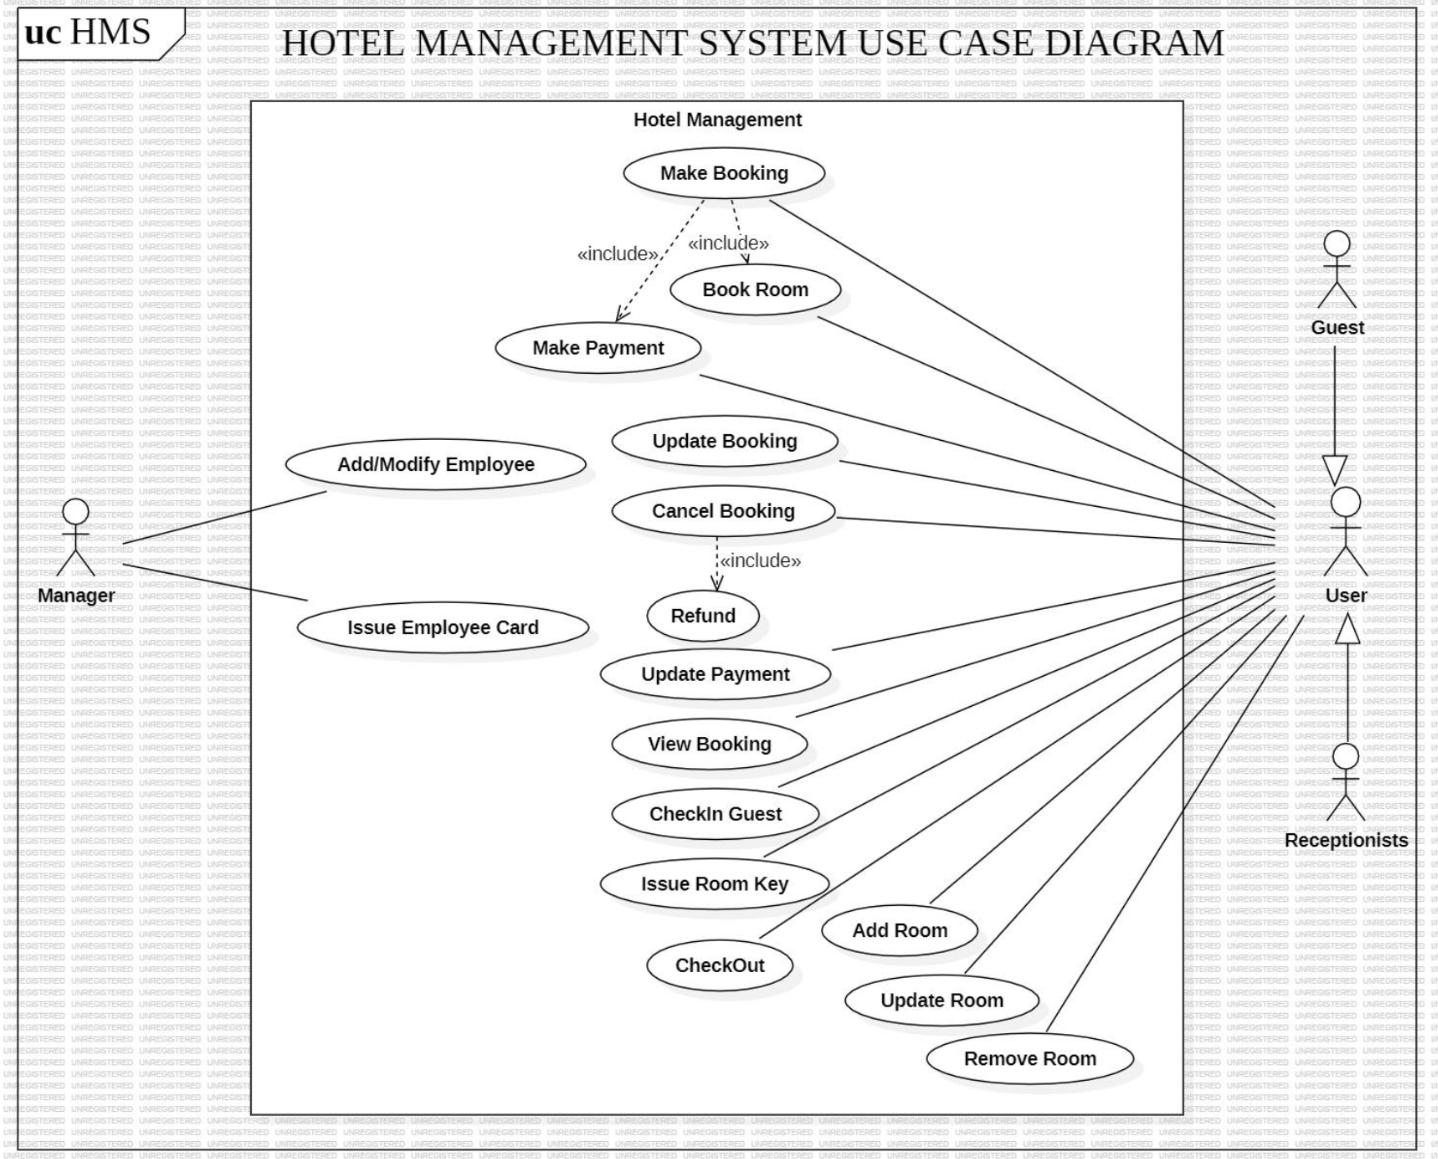 uc HMS
HOTEL MANAGEMENT SYSTEM USE CASE DIAGRAM
Hotel Management
Make Booking
«include»
«include»
Book Room
Guest
Make Payment
Update Booking
Add/Modify Employee
Cancel Booking
«include»
Manager
User
Refund
Issue Employee Card
Update Payment
View Booking
CheckIn Guest
Receptionists
Issue Room Key
Add Room
CheckOut
Update Room
Remove Room
UNREGISTERED